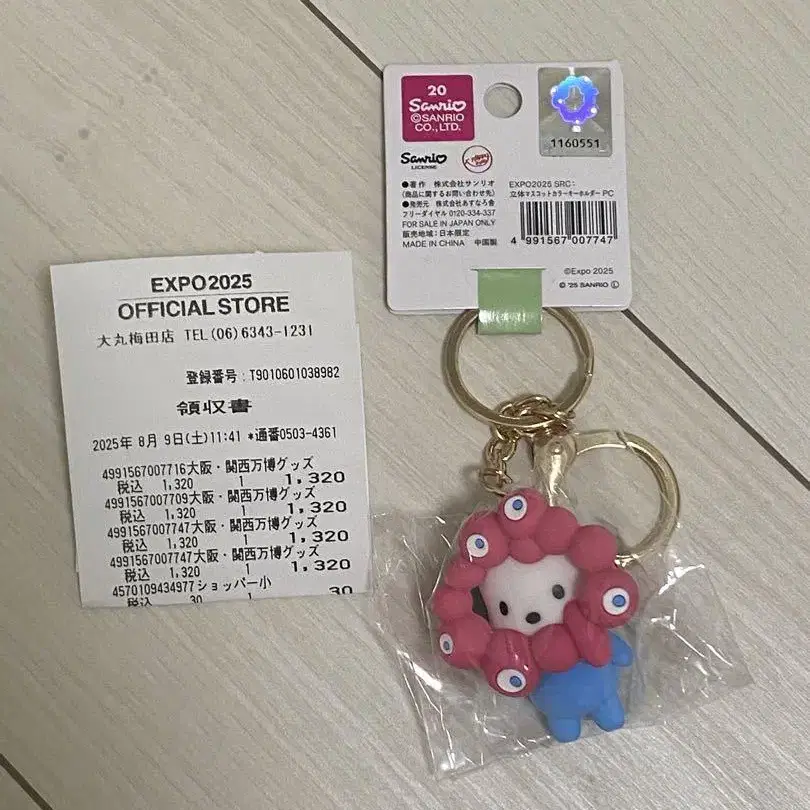 EXPO2025
OFFICIAL STORE
大丸梅田店 TEL(06)6343-1231
登録番号:T9010601038982
領収書
2025年 8月 9日(土)11:41 *通番0503-4361
4991567007716大阪・関西万博グッズ
税込 1,320 1 1,320
4991567007709大阪・関西万博グッズ
税込 1,320 1 1,320
4991567007747大阪・関西万博グッズ
税込 1,320 1 1,320
4991567007747大阪・関西万博グッズ
税込 1,320 1 1,320
4570109434977ショッパー小
税込 30 1 30
20
Sanrio
©SANRIO
CO.,LTD.
1160551
Sanrio
LICENSE
●著作 株式会社サンリオ
(商品に関するお問い合わせ先)
●発売元 株式会社あすなろ舎
フリーダイヤル 0120-334-337
FOR SALE IN JAPAN ONLY
販売地域:日本限定
MADE IN CHINA 中国製
EXPO2025 SRC:
立体マスコットカラーキーホルダー PC
4 991567 007747
©Expo 2025
© '25 SANRIO Ⓛ